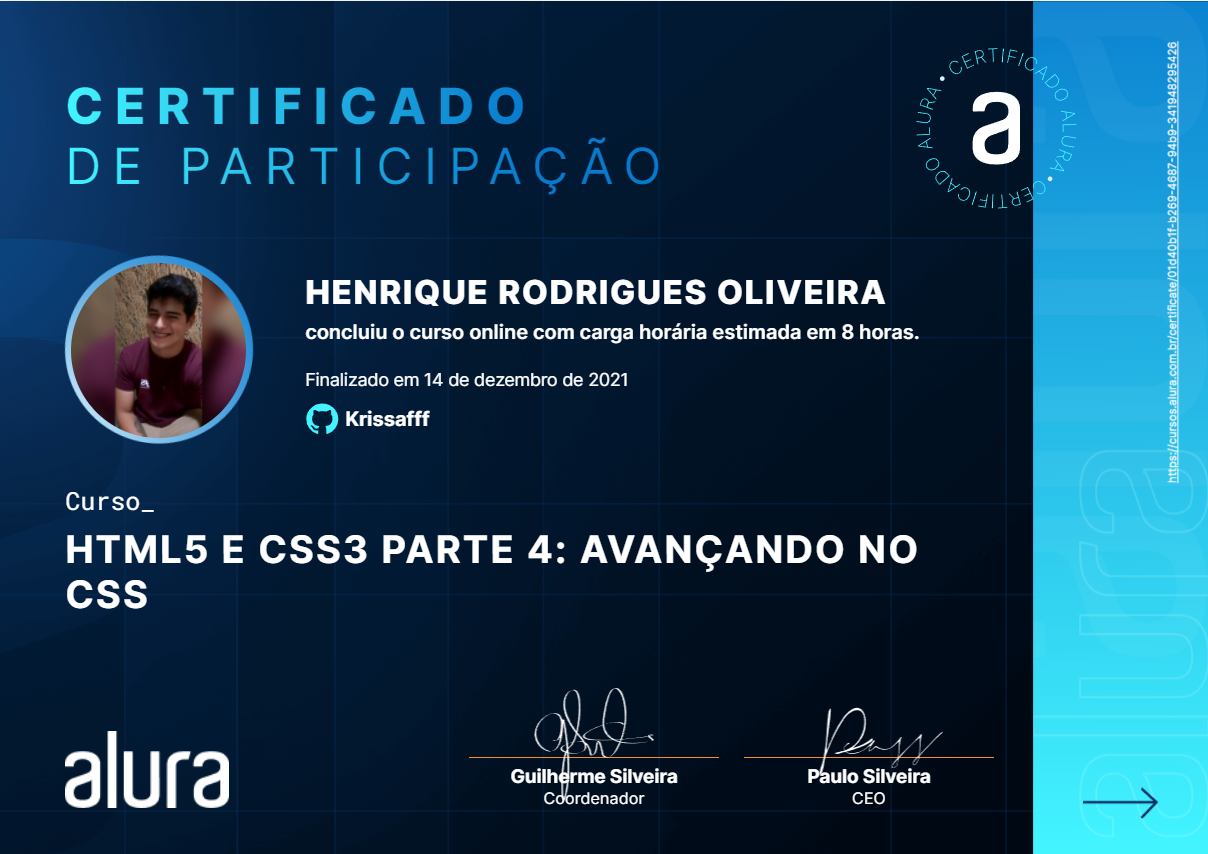 CERTIFICADO
DE PARTICIPAÇÃO
• CERTIFICADO ALURA • CERTIFICADO ALURA
a
https://cursos.alura.com.br/certificate/01d40b1f-b269-4687-94b9-341948295426
HENRIQUE RODRIGUES OLIVEIRA
concluiu o curso online com carga horária estimada em 8 horas.
Finalizado em 14 de dezembro de 2021
Krissafff
Curso_
HTML5 E CSS3 PARTE 4: AVANÇANDO NO
CSS
alura
Guilherme Silveira
Coordenador
Paulo Silveira
CEO
alura